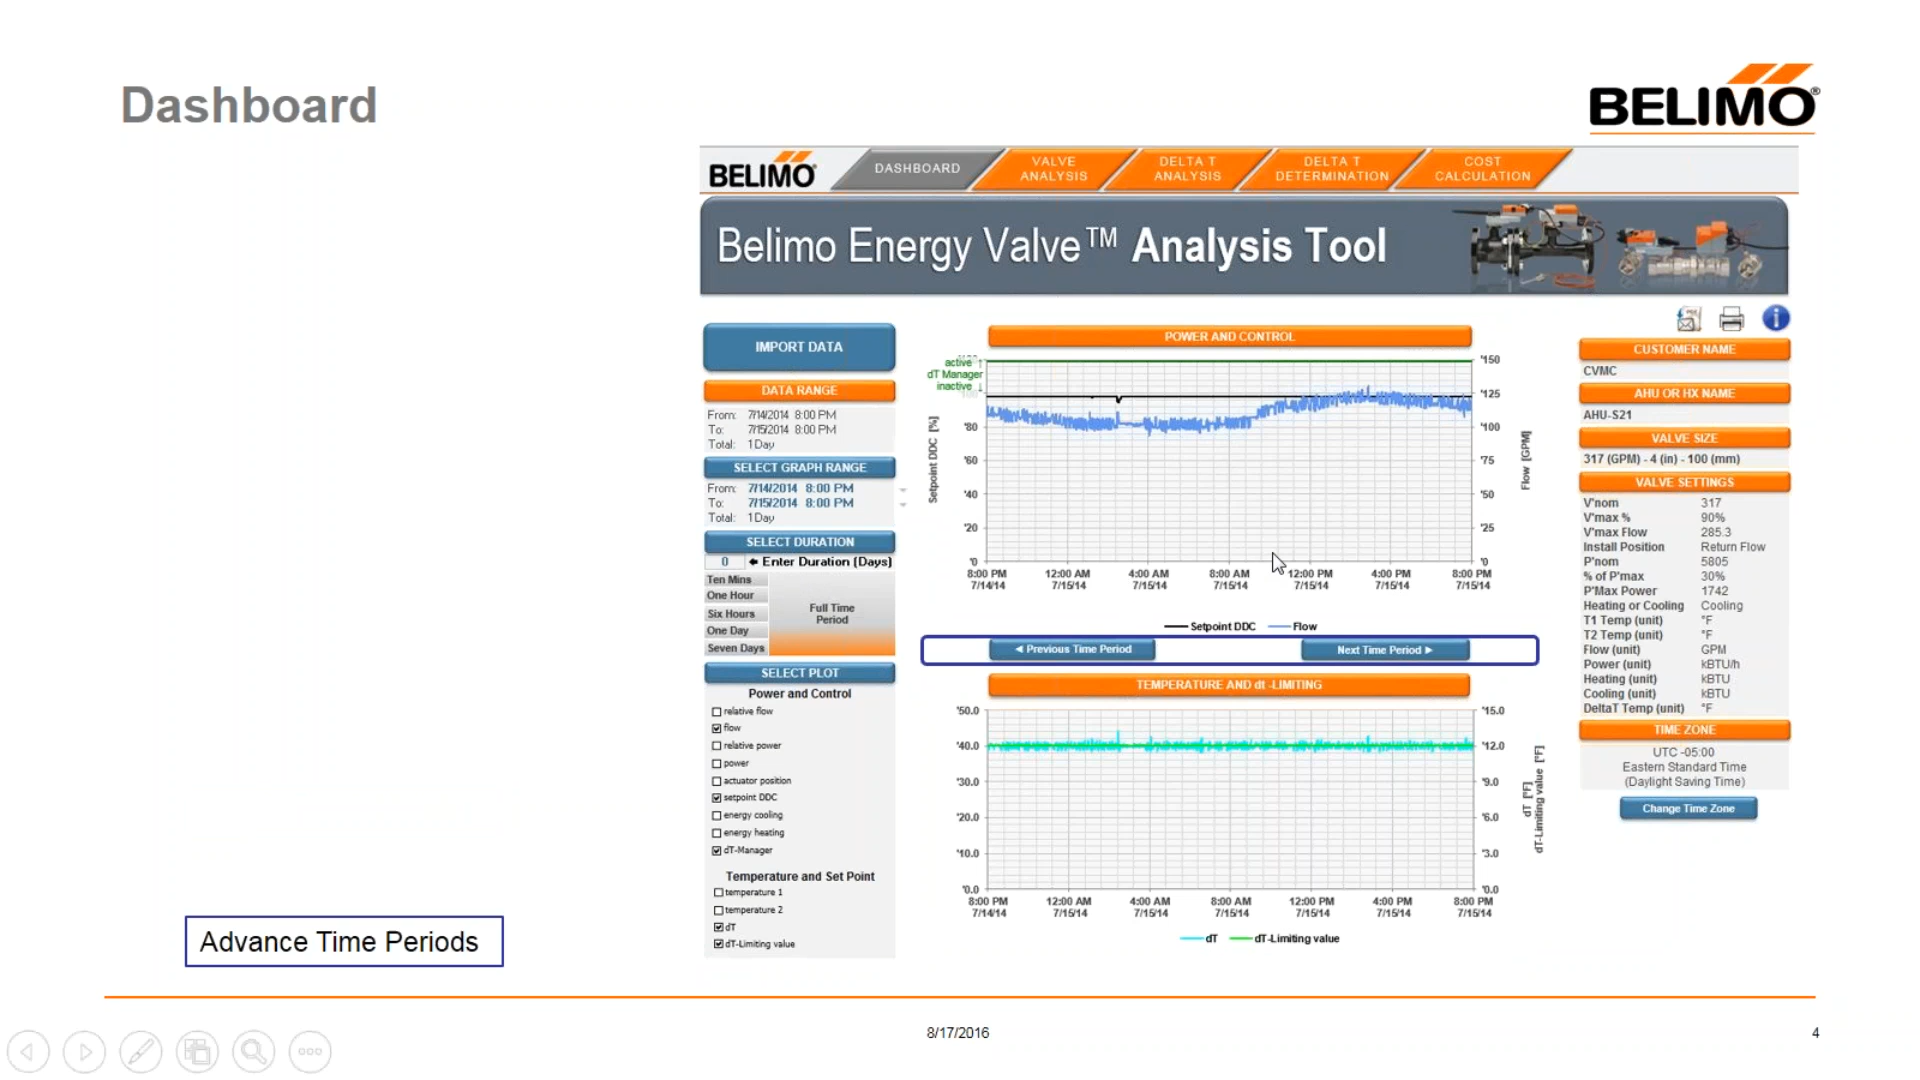 Dashboard
BELIMO®
BELIMO®
DASHBOARD
VALVE
ANALYSIS
DELTA T
ANALYSIS
DELTA T
DETERMINATION
COST
CALCULATION
Belimo Energy Valve™ Analysis Tool
IMPORT DATA
DATA RANGE
From: 7/14/2014 8:00 PM
To: 7/15/2014 8:00 PM
Total: 1 Day
SELECT GRAPH RANGE
From: 7/14/2014 8:00 PM
To: 7/15/2014 8:00 PM
Total: 1 Day
SELECT DURATION
0 Enter Duration (Days)
Ten Mins
One Hour
Six Hours
One Day
Seven Days
Full Time
Period
SELECT PLOT
Power and Control
relative flow
flow
relative power
power
actuator position
setpoint DDC
energy cooling
energy heating
dT-Manager
Temperature and Set Point
temperature 1
temperature 2
dT
dT-Limiting value
POWER AND CONTROL
active ↑
dT Manager
inactive ↓
Setpoint DDC [%]
'80
'60
'40
'20
'0
'150
'125
'100
'75
'50
'25
'0
Flow [GPM]
8:00 PM 12:00 AM 4:00 AM 8:00 AM 12:00 PM 4:00 PM 8:00 PM
7/14/14 7/15/14 7/15/14 7/15/14 7/15/14 7/15/14 7/15/14
Setpoint DDC Flow
◄ Previous Time Period
Next Time Period ►
TEMPERATURE AND dt -LIMITING
'50.0
'40.0
'30.0
'20.0
'10.0
'0.0
'15.0
'12.0
'9.0
'6.0
'3.0
'0.0
dT [°F]
dT-Limiting value [°F]
8:00 PM 12:00 AM 4:00 AM 8:00 AM 12:00 PM 4:00 PM 8:00 PM
7/14/14 7/15/14 7/15/14 7/15/14 7/15/14 7/15/14 7/15/14
dT dT-Limiting value
CUSTOMER NAME
CVMC
AHU OR HX NAME
AHU-S21
VALVE SIZE
317 (GPM) - 4 (in) - 100 (mm)
VALVE SETTINGS
V'nom 317
V'max % 90%
V'max Flow 285.3
Install Position Return Flow
P'nom 5805
% of P'max 30%
P'Max Power 1742
Heating or Cooling Cooling
T1 Temp (unit) °F
T2 Temp (unit) °F
Flow (unit) GPM
Power (unit) kBTU/h
Heating (unit) kBTU
Cooling (unit) kBTU
DeltaT Temp (unit) °F
TIME ZONE
UTC -05:00
Eastern Standard Time
(Daylight Saving Time)
Change Time Zone
Advance Time Periods
8/17/2016
4